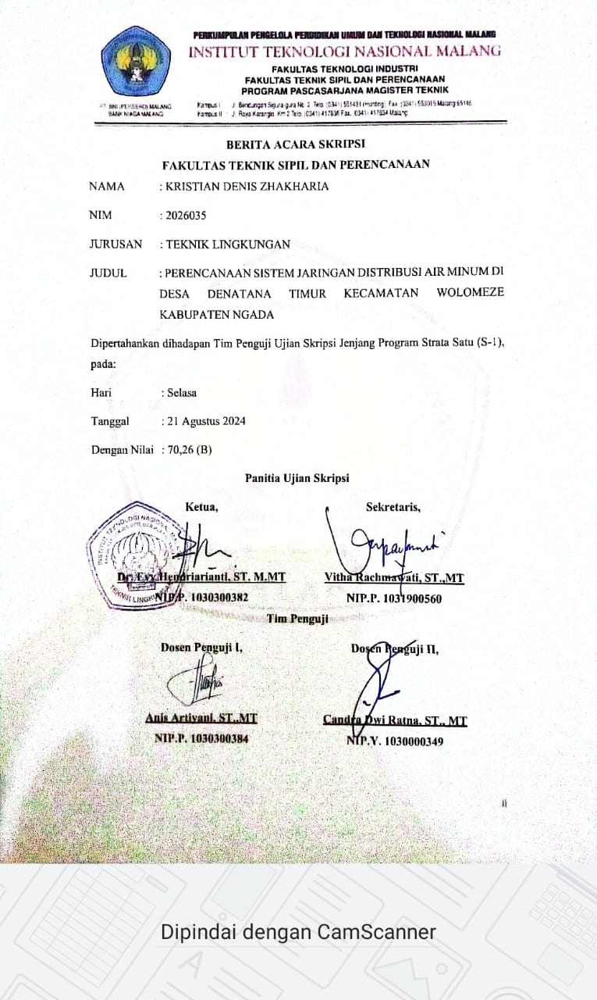 PERKUMPULAN PENGELOLA PENDIDIKAN UMUM DAN TEKNOLOGI NASIONAL MALANG
INSTITUT TEKNOLOGI NASIONAL MALANG
FAKULTAS TEKNOLOGI INDUSTRI
FAKULTAS TEKNIK SIPIL DAN PERENCANAAN
PROGRAM PASCASARJANA MAGISTER TEKNIK
PT. BNI (PERSERO) MALANG
BANK NIAGA MALANG
Kampus I : Jl. Bendungan Sigura-gura No. 2 Telp. (0341) 551431 (Hunting), Fax. (0341) 553015 Malang 65145
Kampus II : Jl. Raya Karanglo, Km 2 Telp. (0341) 417636 Fax. (0341) 417634 Malang
BERITA ACARA SKRIPSI
FAKULTAS TEKNIK SIPIL DAN PERENCANAAN
NAMA : KRISTIAN DENIS ZHAKHARIA
NIM : 2026035
JURUSAN : TEKNIK LINGKUNGAN
JUDUL : PERENCANAAN SISTEM JARINGAN DISTRIBUSI AIR MINUM DI
DESA DENATANA TIMUR KECAMATAN WOLOMEZE
KABUPATEN NGADA
Dipertahankan dihadapan Tim Penguji Ujian Skripsi Jenjang Program Strata Satu (S-1),
pada:
Hari : Selasa
Tanggal : 21 Agustus 2024
Dengan Nilai : 70,26 (B)
Panitia Ujian Skripsi
Ketua, Sekretaris,
Dr. Evy Hendriarianti, ST. M.MT Vitha Rachmawati, ST.,MT
NIP.P. 1030300382 NIP.P. 1031900560
TEKNIK LINGKUNGAN
Tim Penguji
Dosen Penguji I, Dosen Penguji II,
Anis Artiyani, ST.,MT Candra Dwi Ratna, ST., MT
NIP.P. 1030300384 NIP.Y. 1030000349
ii
Dipindai dengan CamScanner